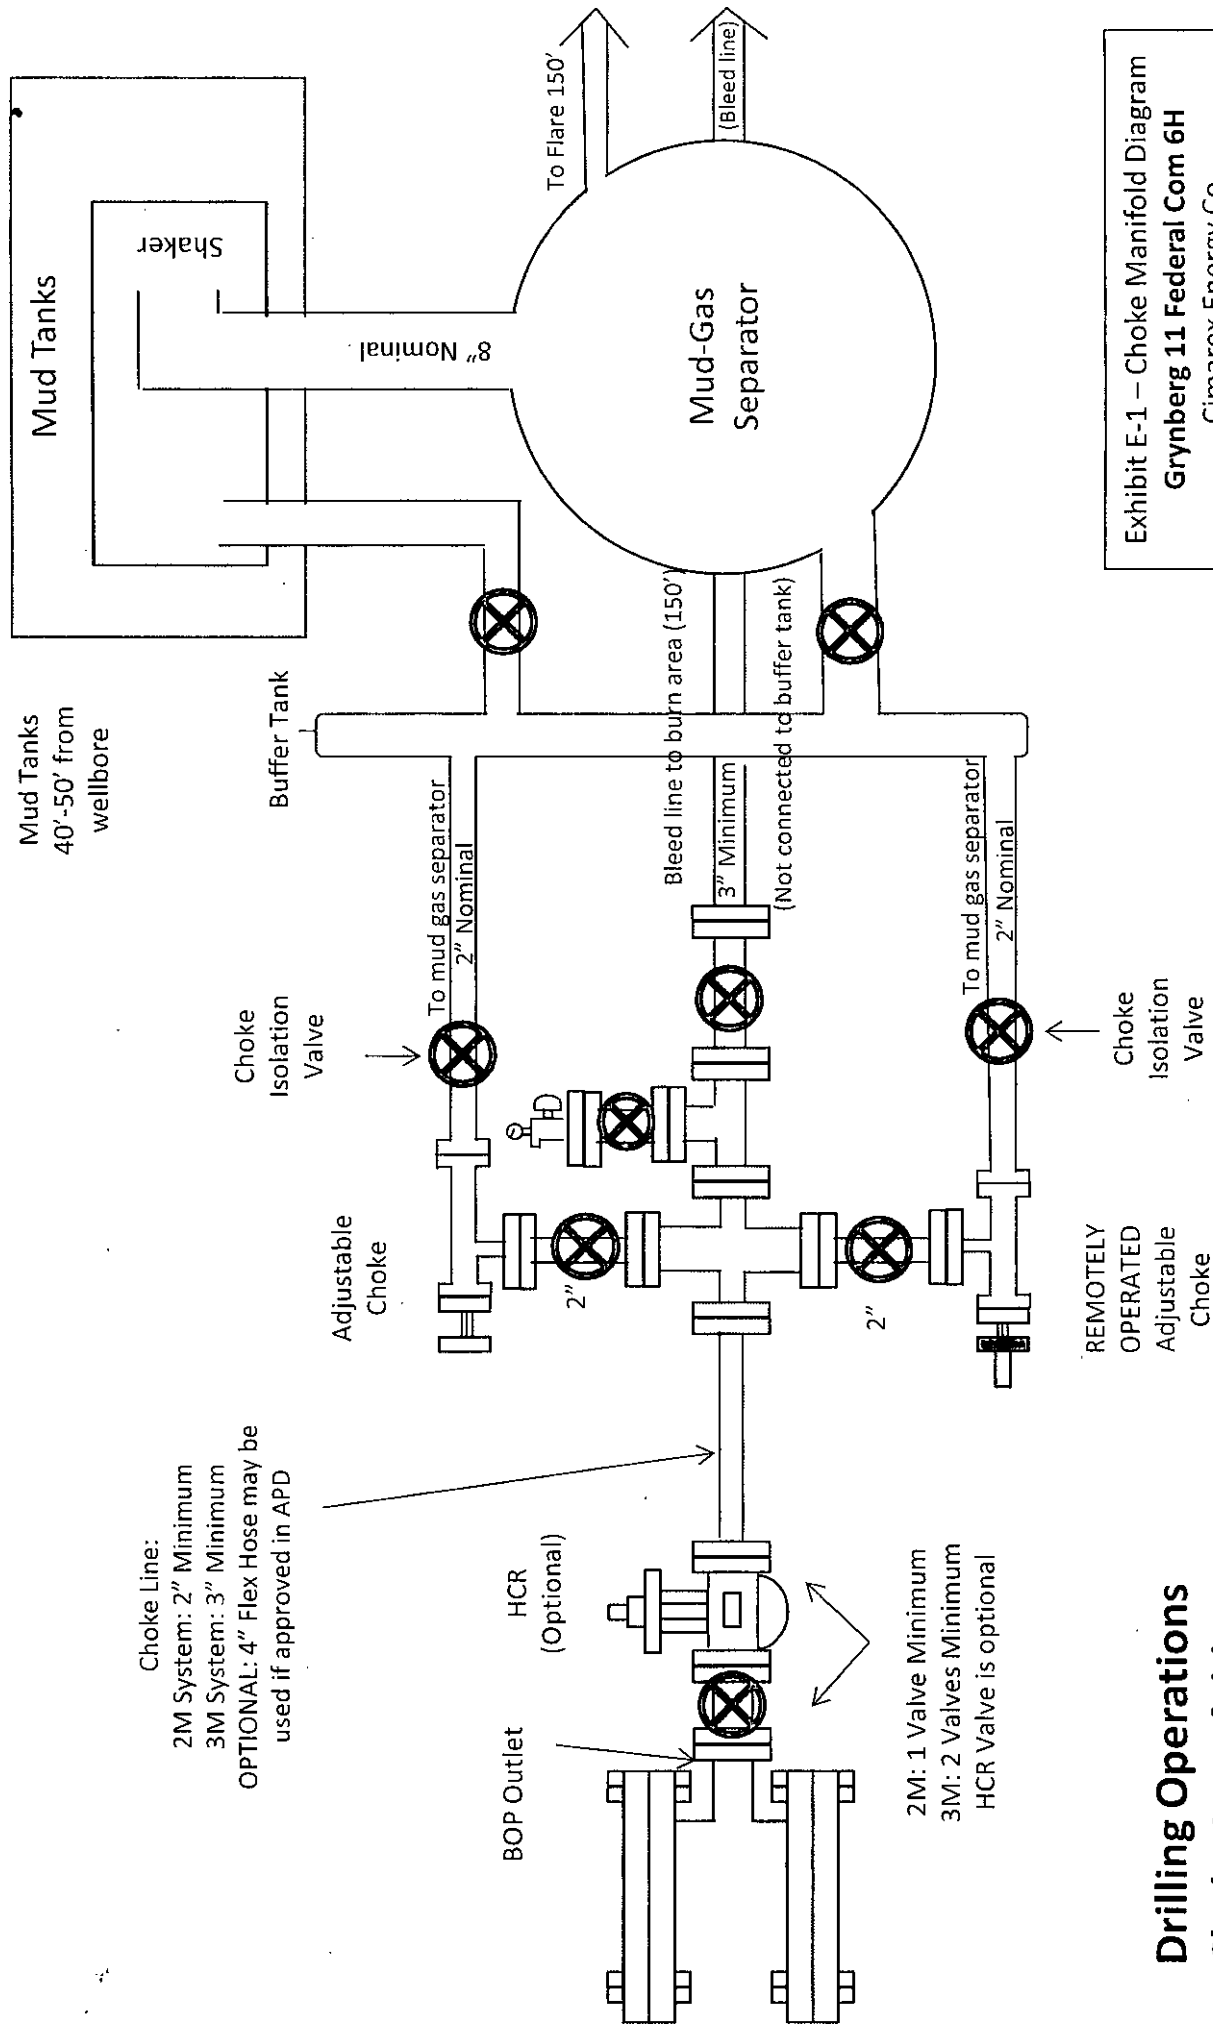 Mud Tanks
40'-50' from
wellbore
Mud Tanks
Shaker
8" Nominal
Buffer Tank
To Flare 150'
(Bleed line)
Mud-Gas
Separator
Choke
Isolation
Valve
To mud gas separator
2" Nominal
Bleed line to burn area (150')
3" Minimum
(Not connected to buffer tank)
To mud gas separator
2" Nominal
Choke
Isolation
Valve
Adjustable
Choke
2"
2"
REMOTELY
OPERATED
Adjustable
Choke
Choke Line:
2M System: 2" Minimum
3M System: 3" Minimum
OPTIONAL: 4" Flex Hose may be
used if approved in APD
HCR
(Optional)
BOP Outlet
2M: 1 Valve Minimum
3M: 2 Valves Minimum
HCR Valve is optional
Drilling Operations
Exhibit E-1 – Choke Manifold Diagram
Grynberg 11 Federal Com 6H
Cimarex Energy Co